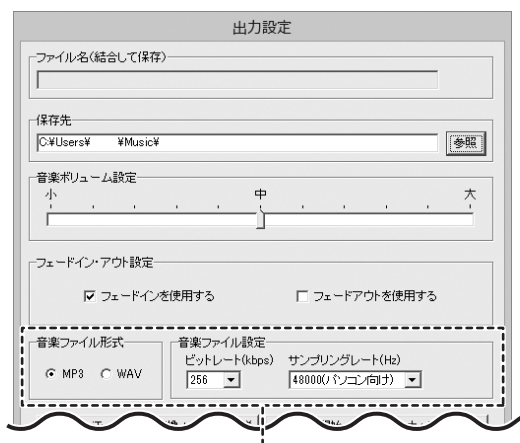 出力設定
ファイル名(結合して保存)
保存先
C:¥Users¥ ¥Music¥
参照
音楽ボリューム設定
小 中 大
フェードイン・アウト設定
フェードインを使用する フェードアウトを使用する
音楽ファイル形式
MP3 WAV
音楽ファイル設定
ビットレート(kbps) サンプリングレート(Hz)
256 48000(パソコン向け)